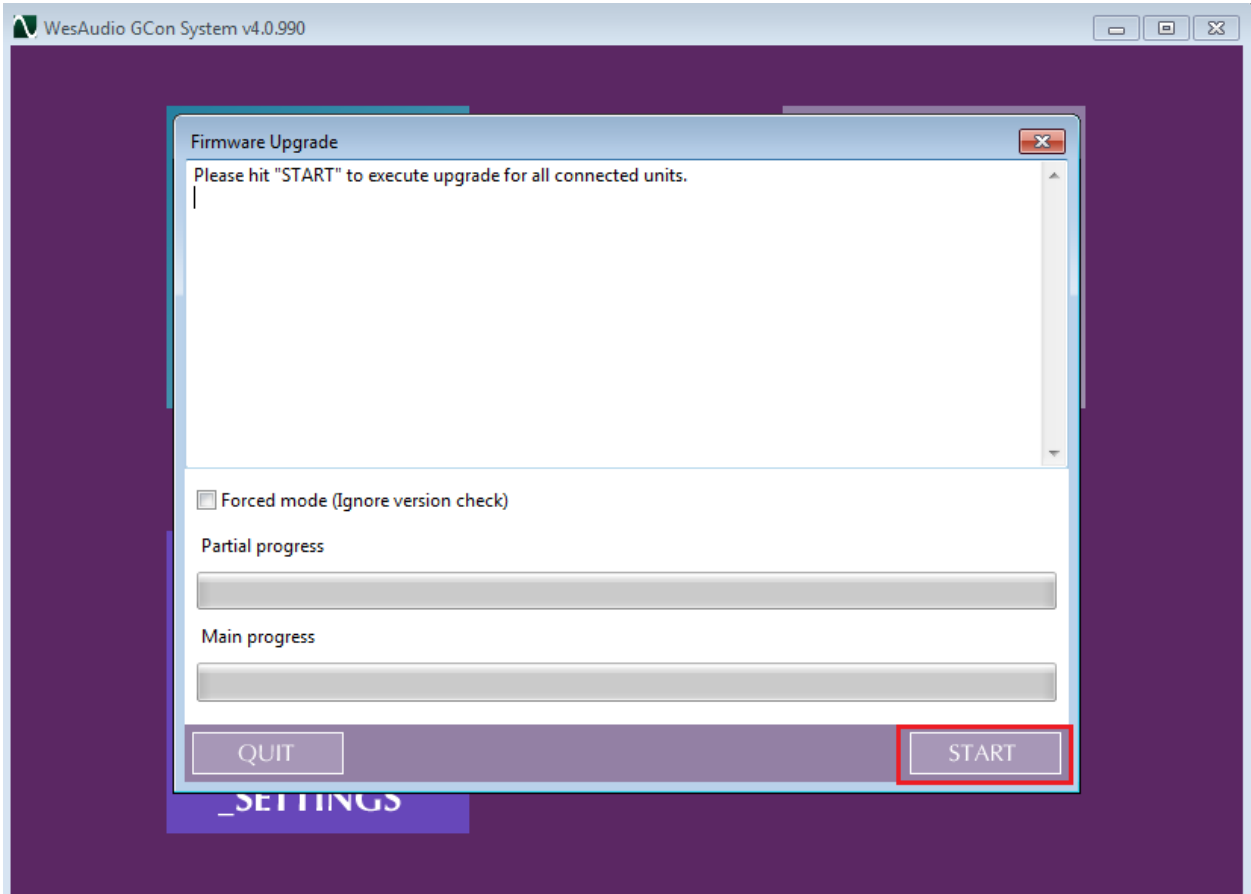 WesAudio GCon System v4.0.990
Firmware Upgrade
Please hit "START" to execute upgrade for all connected units.
Forced mode (Ignore version check)
Partial progress
Main progress
QUIT
START
_SETTINGS